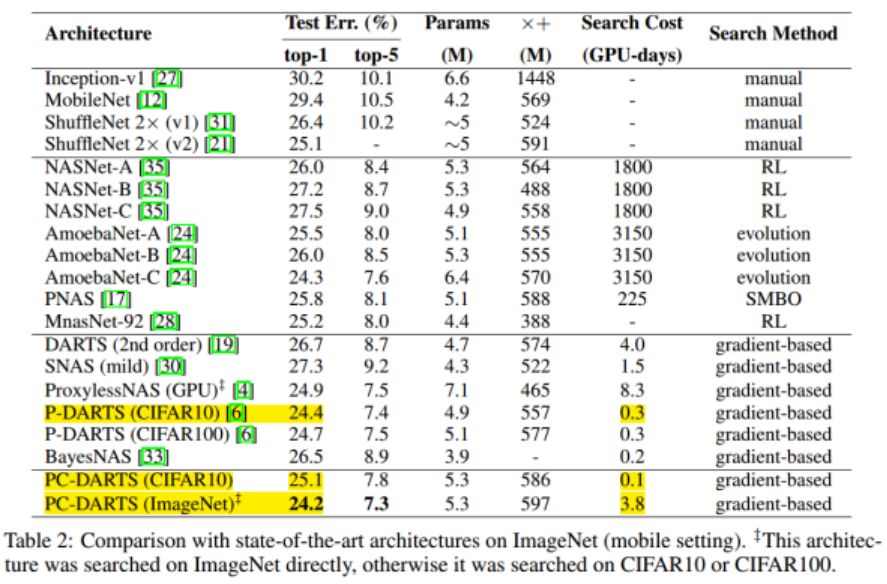 Architecture Test Err. (%) Params ×+ Search Cost Search Method
top-1 top-5 (M) (M) (GPU-days)
Inception-v1 [27] 30.2 10.1 6.6 1448 - manual
MobileNet [12] 29.4 10.5 4.2 569 - manual
ShuffleNet 2× (v1) [31] 26.4 10.2 ~5 524 - manual
ShuffleNet 2× (v2) [21] 25.1 - ~5 591 - manual
NASNet-A [35] 26.0 8.4 5.3 564 1800 RL
NASNet-B [35] 27.2 8.7 5.3 488 1800 RL
NASNet-C [35] 27.5 9.0 4.9 558 1800 RL
AmoebaNet-A [24] 25.5 8.0 5.1 555 3150 evolution
AmoebaNet-B [24] 26.0 8.5 5.3 555 3150 evolution
AmoebaNet-C [24] 24.3 7.6 6.4 570 3150 evolution
PNAS [17] 25.8 8.1 5.1 588 225 SMBO
MnasNet-92 [28] 25.2 8.0 4.4 388 - RL
DARTS (2nd order) [19] 26.7 8.7 4.7 574 4.0 gradient-based
SNAS (mild) [30] 27.3 9.2 4.3 522 1.5 gradient-based
ProxylessNAS (GPU)‡ [4] 24.9 7.5 7.1 465 8.3 gradient-based
P-DARTS (CIFAR10) [6] 24.4 7.4 4.9 557 0.3 gradient-based
P-DARTS (CIFAR100) [6] 24.7 7.5 5.1 577 0.3 gradient-based
BayesNAS [33] 26.5 8.9 3.9 - 0.2 gradient-based
PC-DARTS (CIFAR10) 25.1 7.8 5.3 586 0.1 gradient-based
PC-DARTS (ImageNet)‡ 24.2 7.3 5.3 597 3.8 gradient-based
Table 2: Comparison with state-of-the-art architectures on ImageNet (mobile setting). ‡This architec-
ture was searched on ImageNet directly, otherwise it was searched on CIFAR10 or CIFAR100.